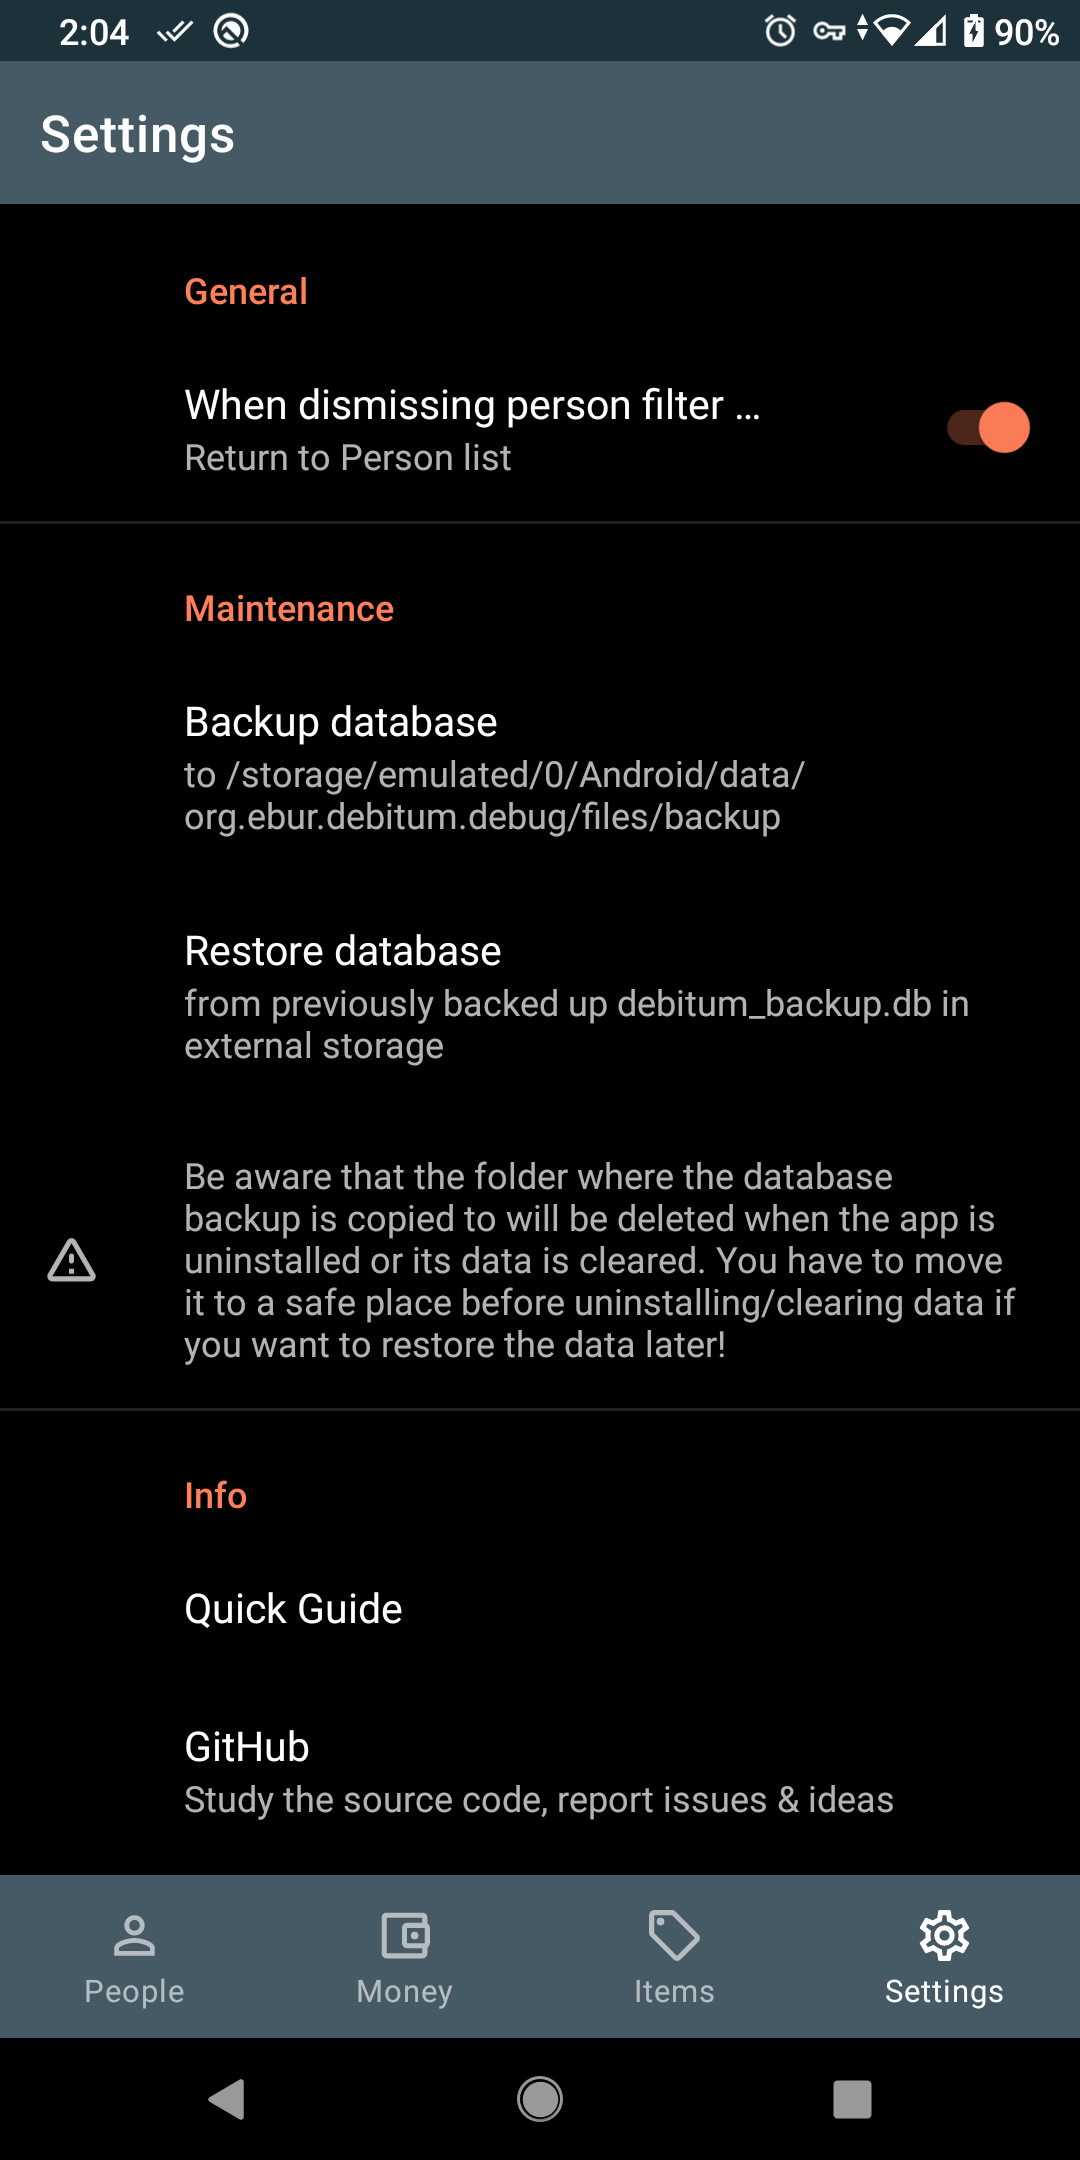 2:04
90%
Settings
General
When dismissing person filter ...
Return to Person list
Maintenance
Backup database
to /storage/emulated/0/Android/data/
org.ebur.debitum.debug/files/backup
Restore database
from previously backed up debitum_backup.db in
external storage
Be aware that the folder where the database
backup is copied to will be deleted when the app is
uninstalled or its data is cleared. You have to move
it to a safe place before uninstalling/clearing data if
you want to restore the data later!
Info
Quick Guide
GitHub
Study the source code, report issues & ideas
People
Money
Items
Settings